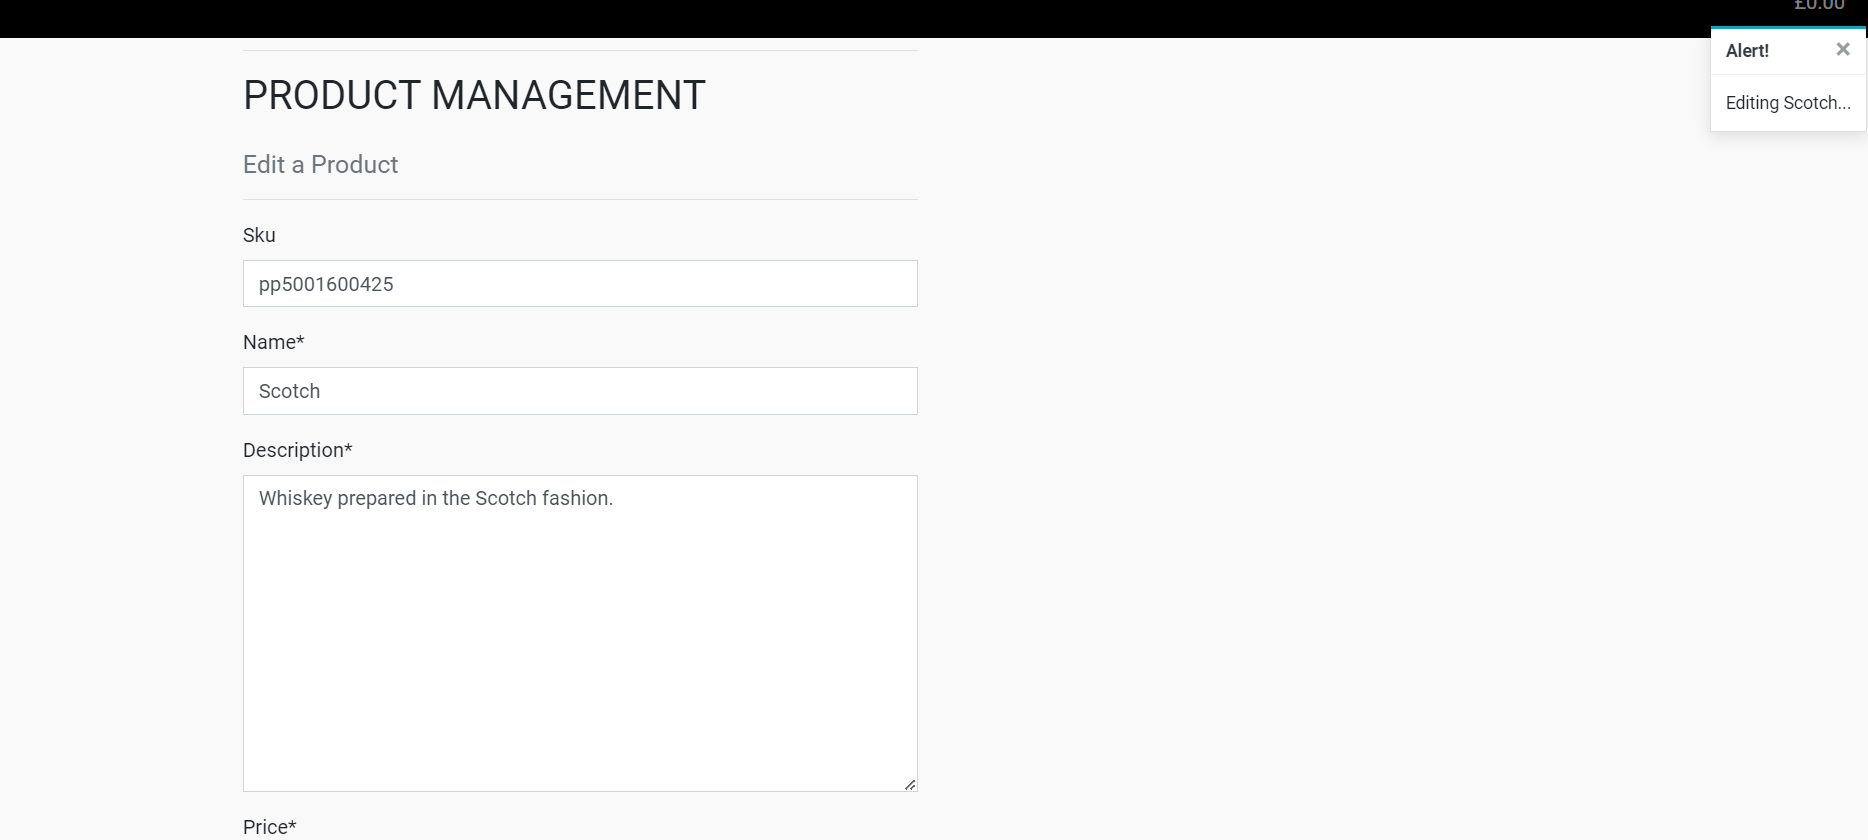 £0.00
Alert! ×
Editing Scotch...
PRODUCT MANAGEMENT
Edit a Product
Sku
pp5001600425
Name*
Scotch
Description*
Whiskey prepared in the Scotch fashion.
Price*